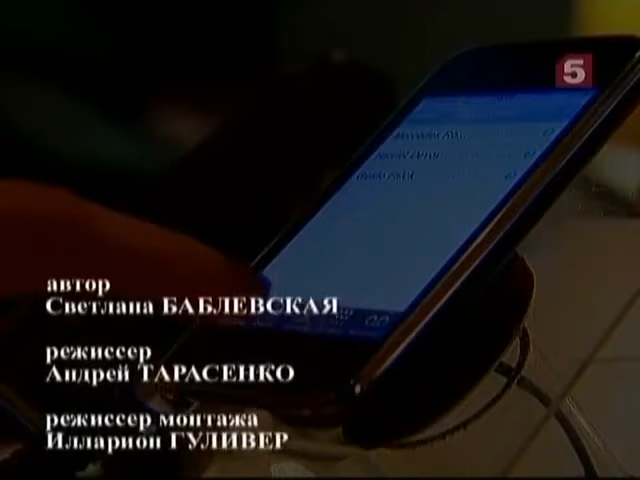 5
автор
Светлана БАБЛЕВСКАЯ
режиссер
Андрей ТАРАСЕНКО
режиссер монтажа
Илларион ГУЛИВЕР